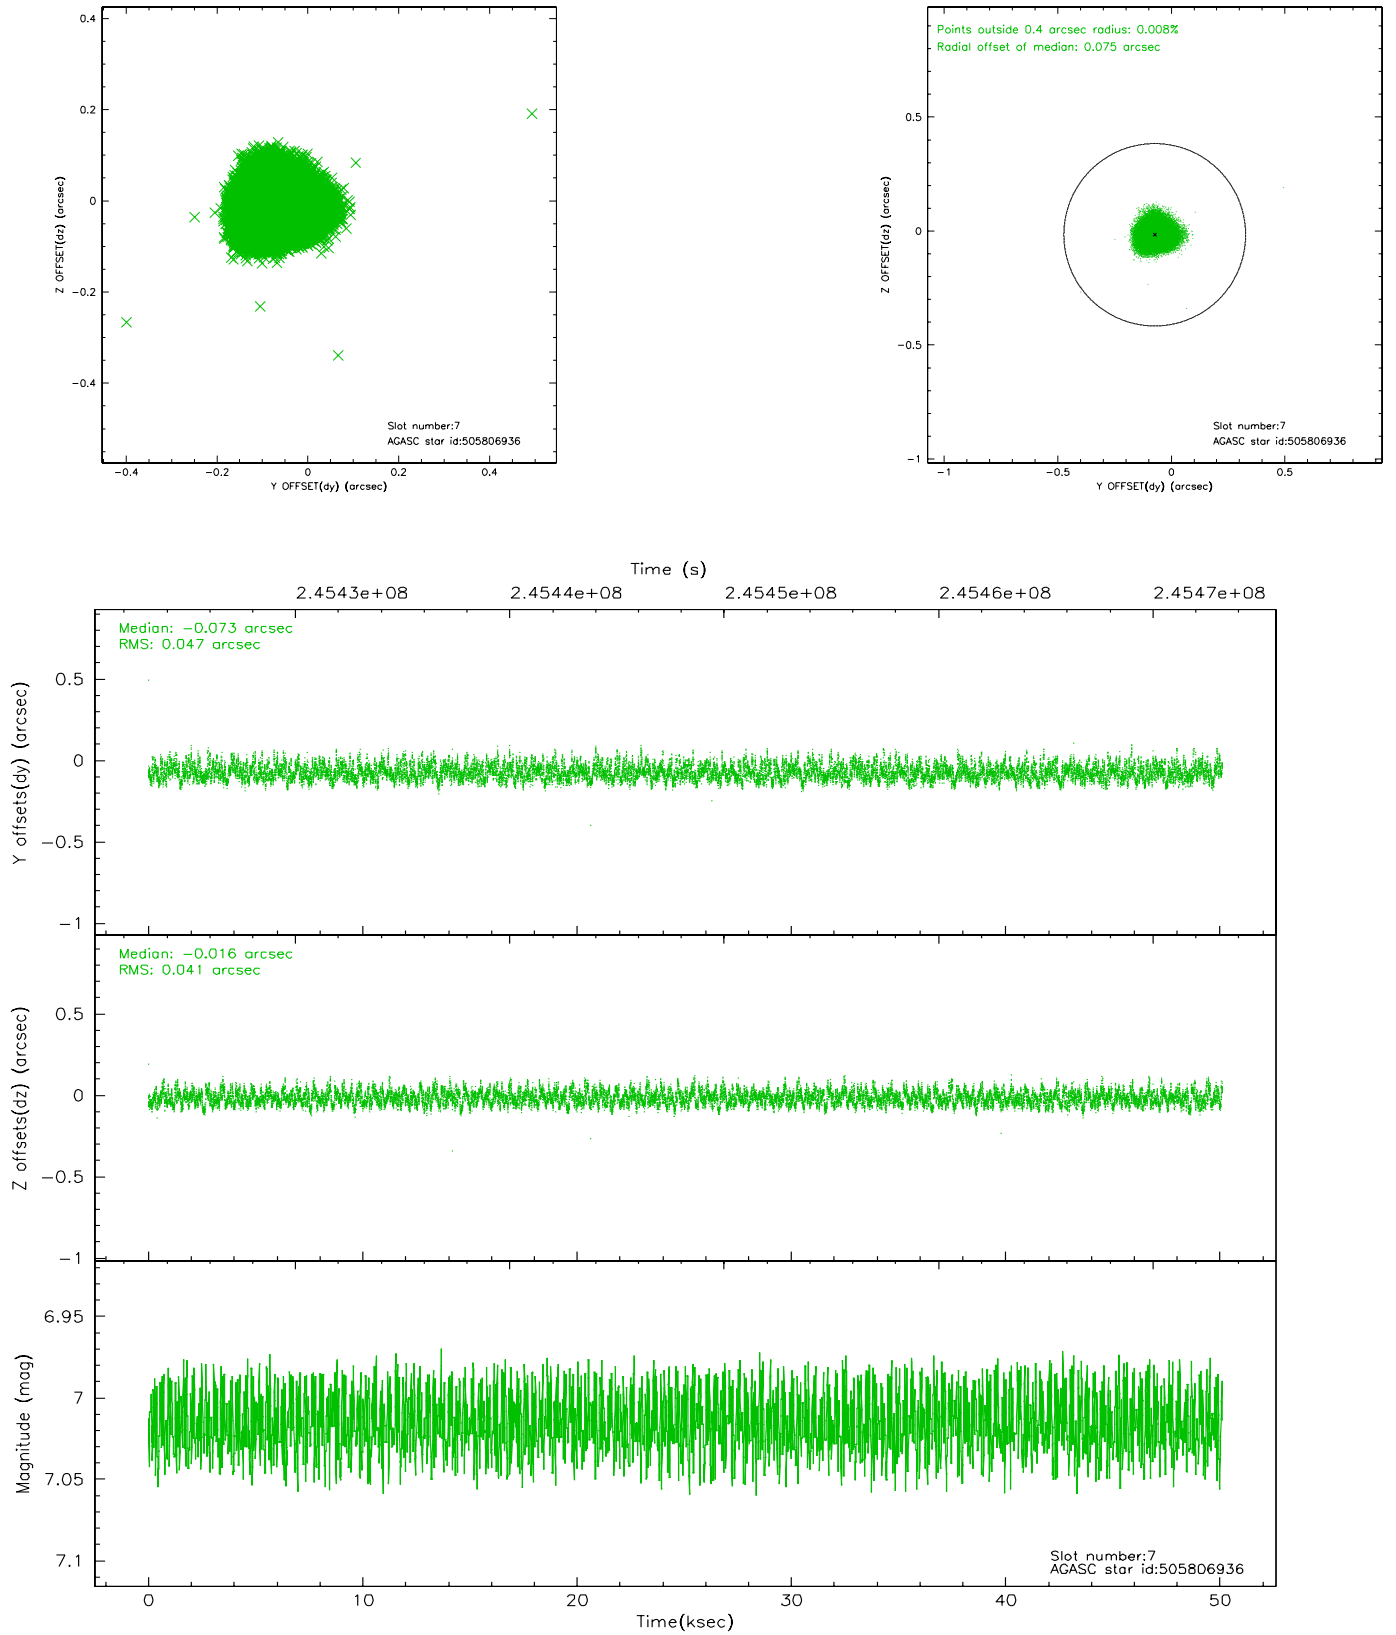 0.4
0.2
0
−0.2
−0.4
Z OFFSET(dz) (arcsec)
Slot number:7
AGASC star id:505806936
−0.4 −0.2 0 0.2 0.4
Y OFFSET(dy) (arcsec)
Points outside 0.4 arcsec radius: 0.008%
Radial offset of median: 0.075 arcsec
0.5
0
−0.5
−1
Z OFFSET(dz) (arcsec)
Slot number:7
AGASC star id:505806936
−1 −0.5 0 0.5
Y OFFSET(dy) (arcsec)
Time (s)
2.4543e+08 2.4544e+08 2.4545e+08 2.4546e+08 2.4547e+08
Median: −0.073 arcsec
RMS: 0.047 arcsec
0.5
0
−0.5
−1
Y offsets(dy) (arcsec)
Median: −0.016 arcsec
RMS: 0.041 arcsec
0.5
0
−0.5
−1
Z offsets(dz) (arcsec)
6.95
7
7.05
7.1
Magnitude (mag)
Slot number:7
AGASC star id:505806936
0 10 20 30 40 50
Time(ksec)